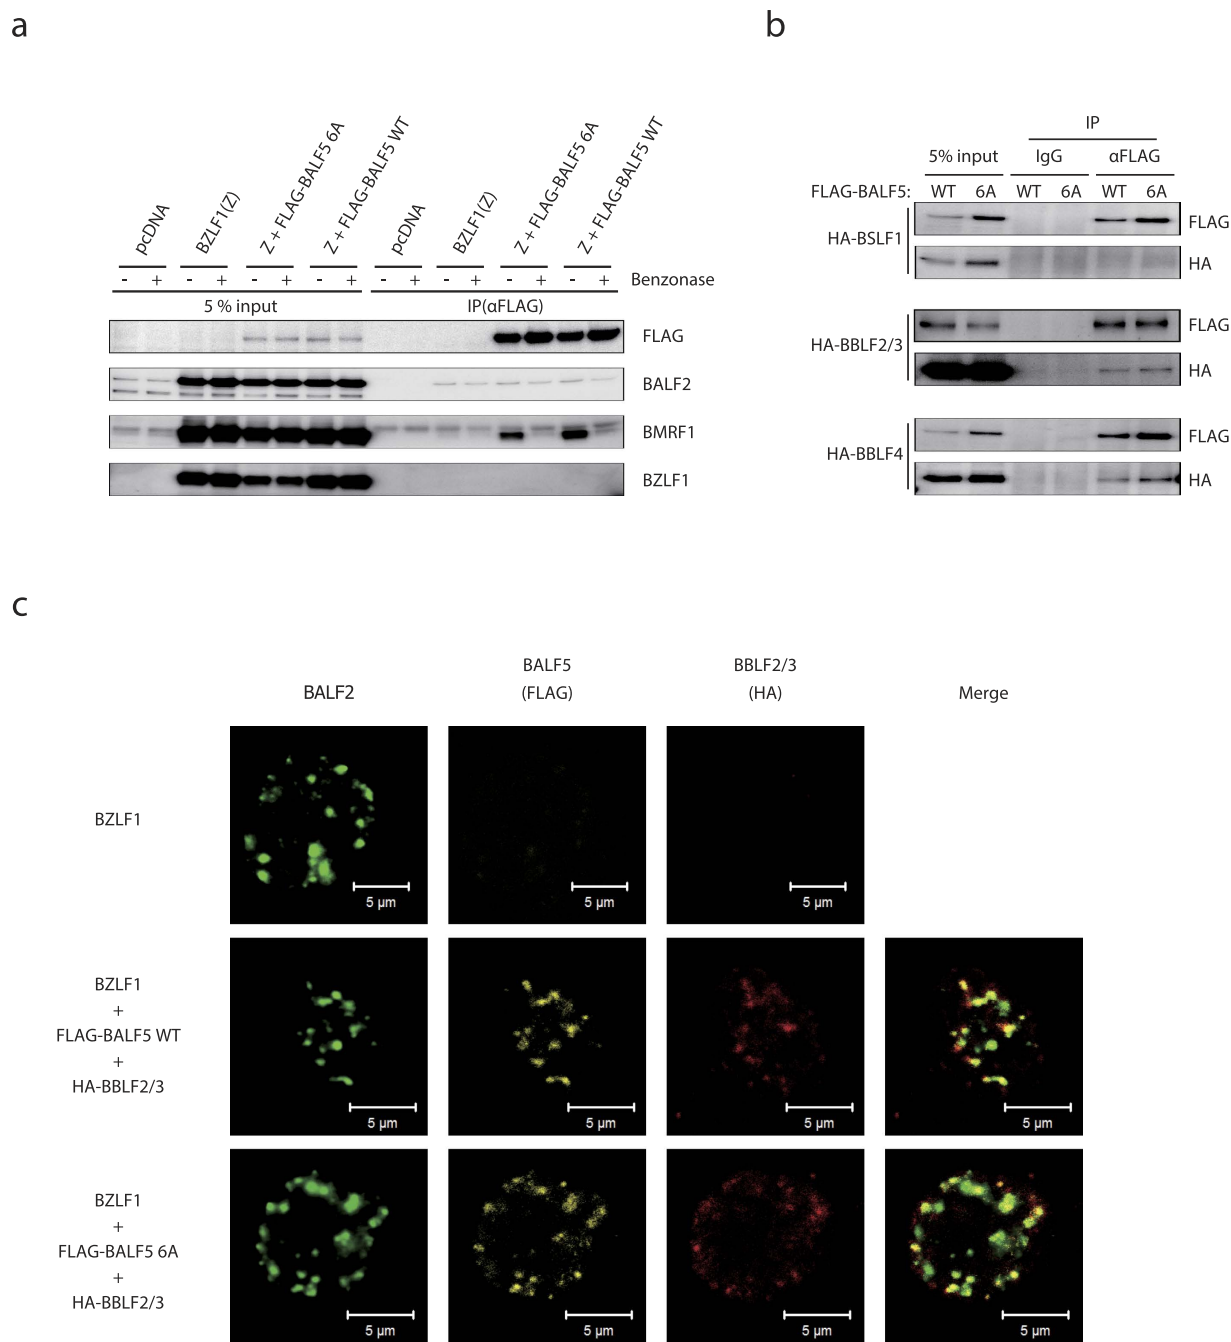 a
pcDNA
BZLF1(Z)
Z + FLAG-BALF5 6A
Z + FLAG-BALF5 WT
pcDNA
BZLF1(Z)
Z + FLAG-BALF5 6A
Z + FLAG-BALF5 WT
- + - + - + - + - + - + - + - + Benzonase
5 % input IP(αFLAG)
FLAG
BALF2
BMRF1
BZLF1
b
IP
5% input IgG αFLAG
FLAG-BALF5: WT 6A WT 6A WT 6A
HA-BSLF1
FLAG
HA
HA-BBLF2/3
FLAG
HA
HA-BBLF4
FLAG
HA
c
BALF2
BALF5
(FLAG)
BBLF2/3
(HA)
Merge
BZLF1
5 µm
5 µm
5 µm
BZLF1
+
FLAG-BALF5 WT
+
HA-BBLF2/3
5 µm
5 µm
5 µm
5 µm
BZLF1
+
FLAG-BALF5 6A
+
HA-BBLF2/3
5 µm
5 µm
5 µm
5 µm